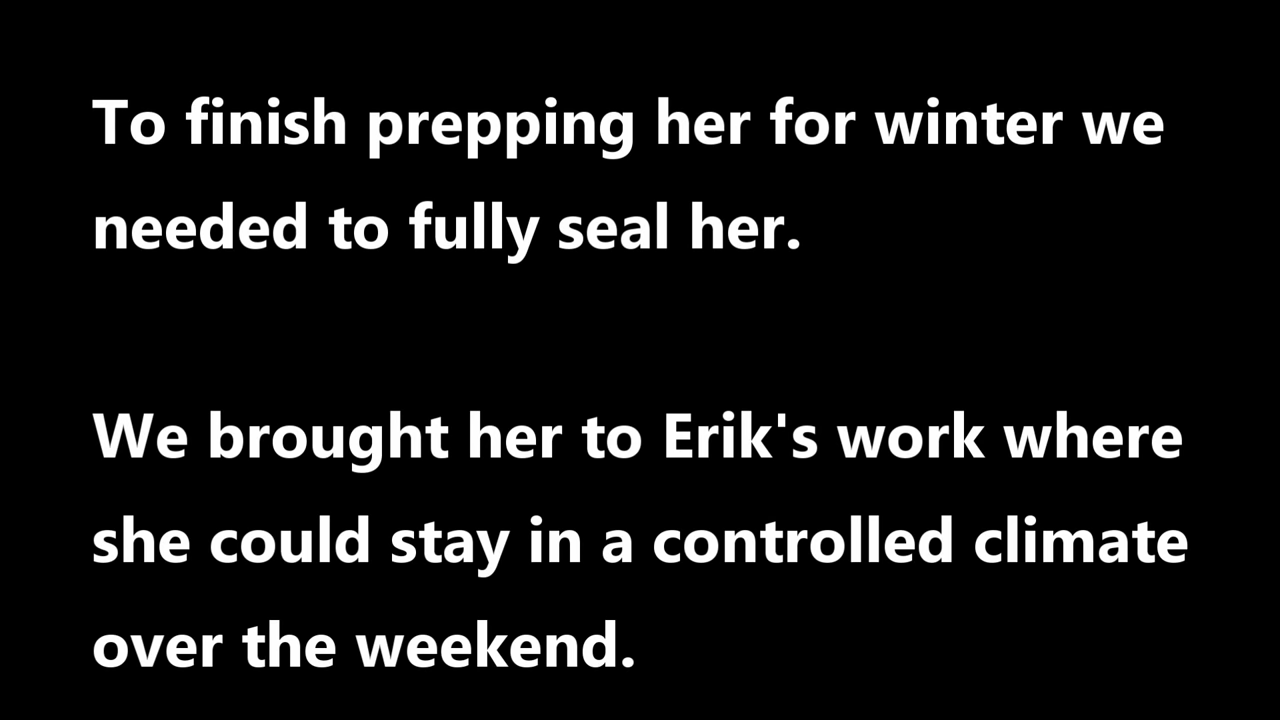 To finish prepping her for winter we
needed to fully seal her.
We brought her to Erik's work where
she could stay in a controlled climate
over the weekend.